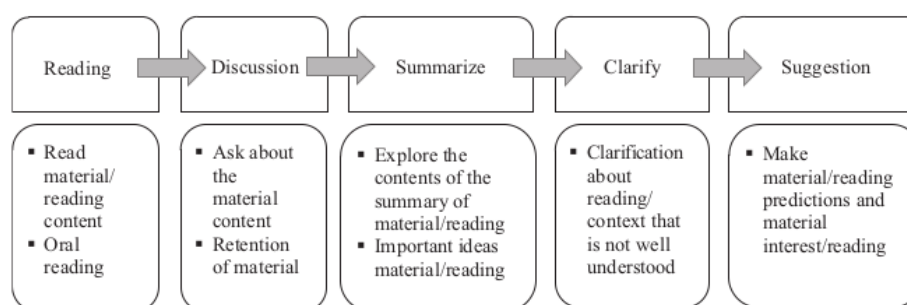 Reading
Discussion
Summarize
Clarify
Suggestion
▪ Read
material/
reading
content
▪ Oral
reading
▪ Ask about
the
material
content
▪ Retention
of material
▪ Explore the
contents of the
summary of
material/reading
▪ Important ideas
material/reading
▪ Clarification
about
reading/
context that
is not well
understood
▪ Make
material/reading
predictions and
material
interest/reading